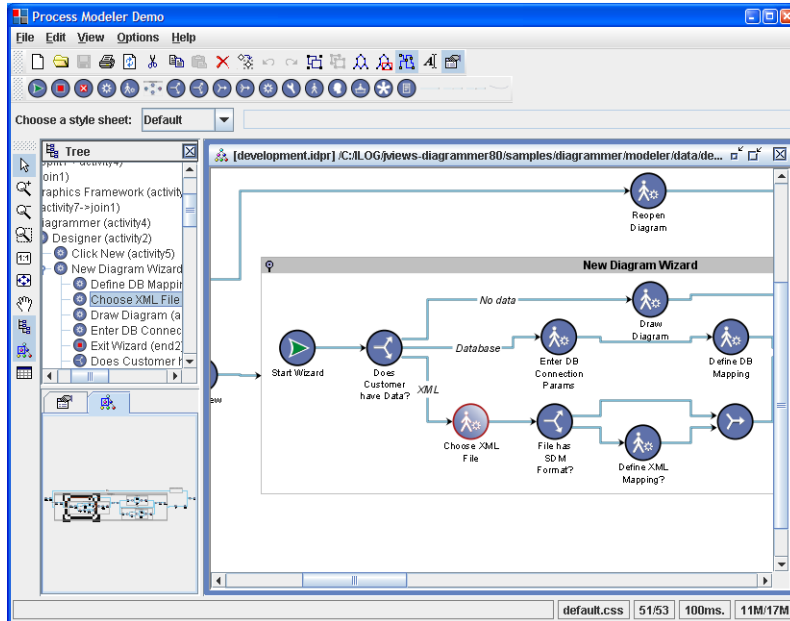 Process Modeler Demo
File Edit View Options Help
Choose a style sheet: Default
Tree
join1)
raphics Framework (activity
activity7->join1)
iagrammer (activity4)
Designer (activity2)
Click New (activity5)
New Diagram Wizard
Define DB Mappin
Choose XML File
Draw Diagram (a
Enter DB Connec
Exit Wizard (end2
Does Customer h
1:1
[development.idpr] /C:/ILOG/jviews-diagrammer80/samples/diagrammer/modeler/data/de...
Reopen
Diagram
New Diagram Wizard
No data
Draw
Diagram
Start Wizard
Does
Customer
have Data?
Database
Enter DB
Connection
Params
Define DB
Mapping
XML
Choose XML
File
File has
SDM
Format?
Define XML
Mapping?
default.css 51/53 100ms. 11M/17M